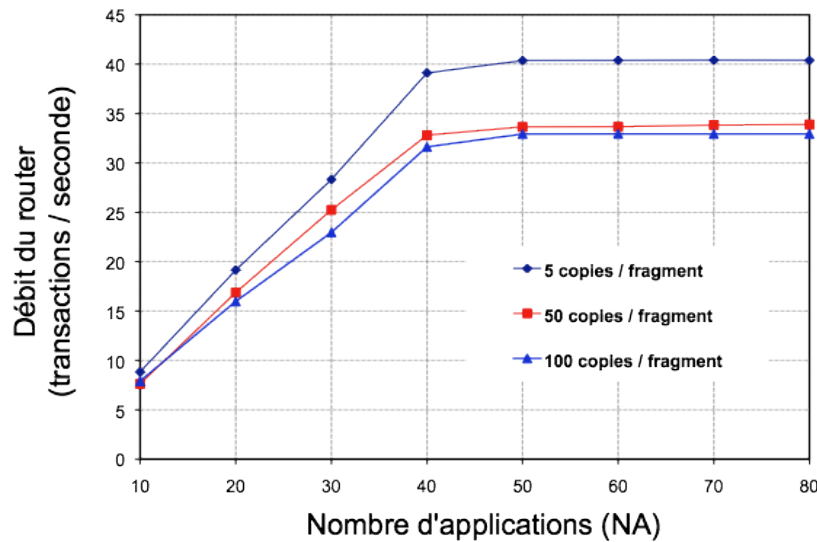 45
40
35
30
25
20
15
10
5
0
Débit du router
(transactions / seconde)
5 copies / fragment
50 copies / fragment
100 copies / fragment
10 20 30 40 50 60 70 80
Nombre d'applications (NA)